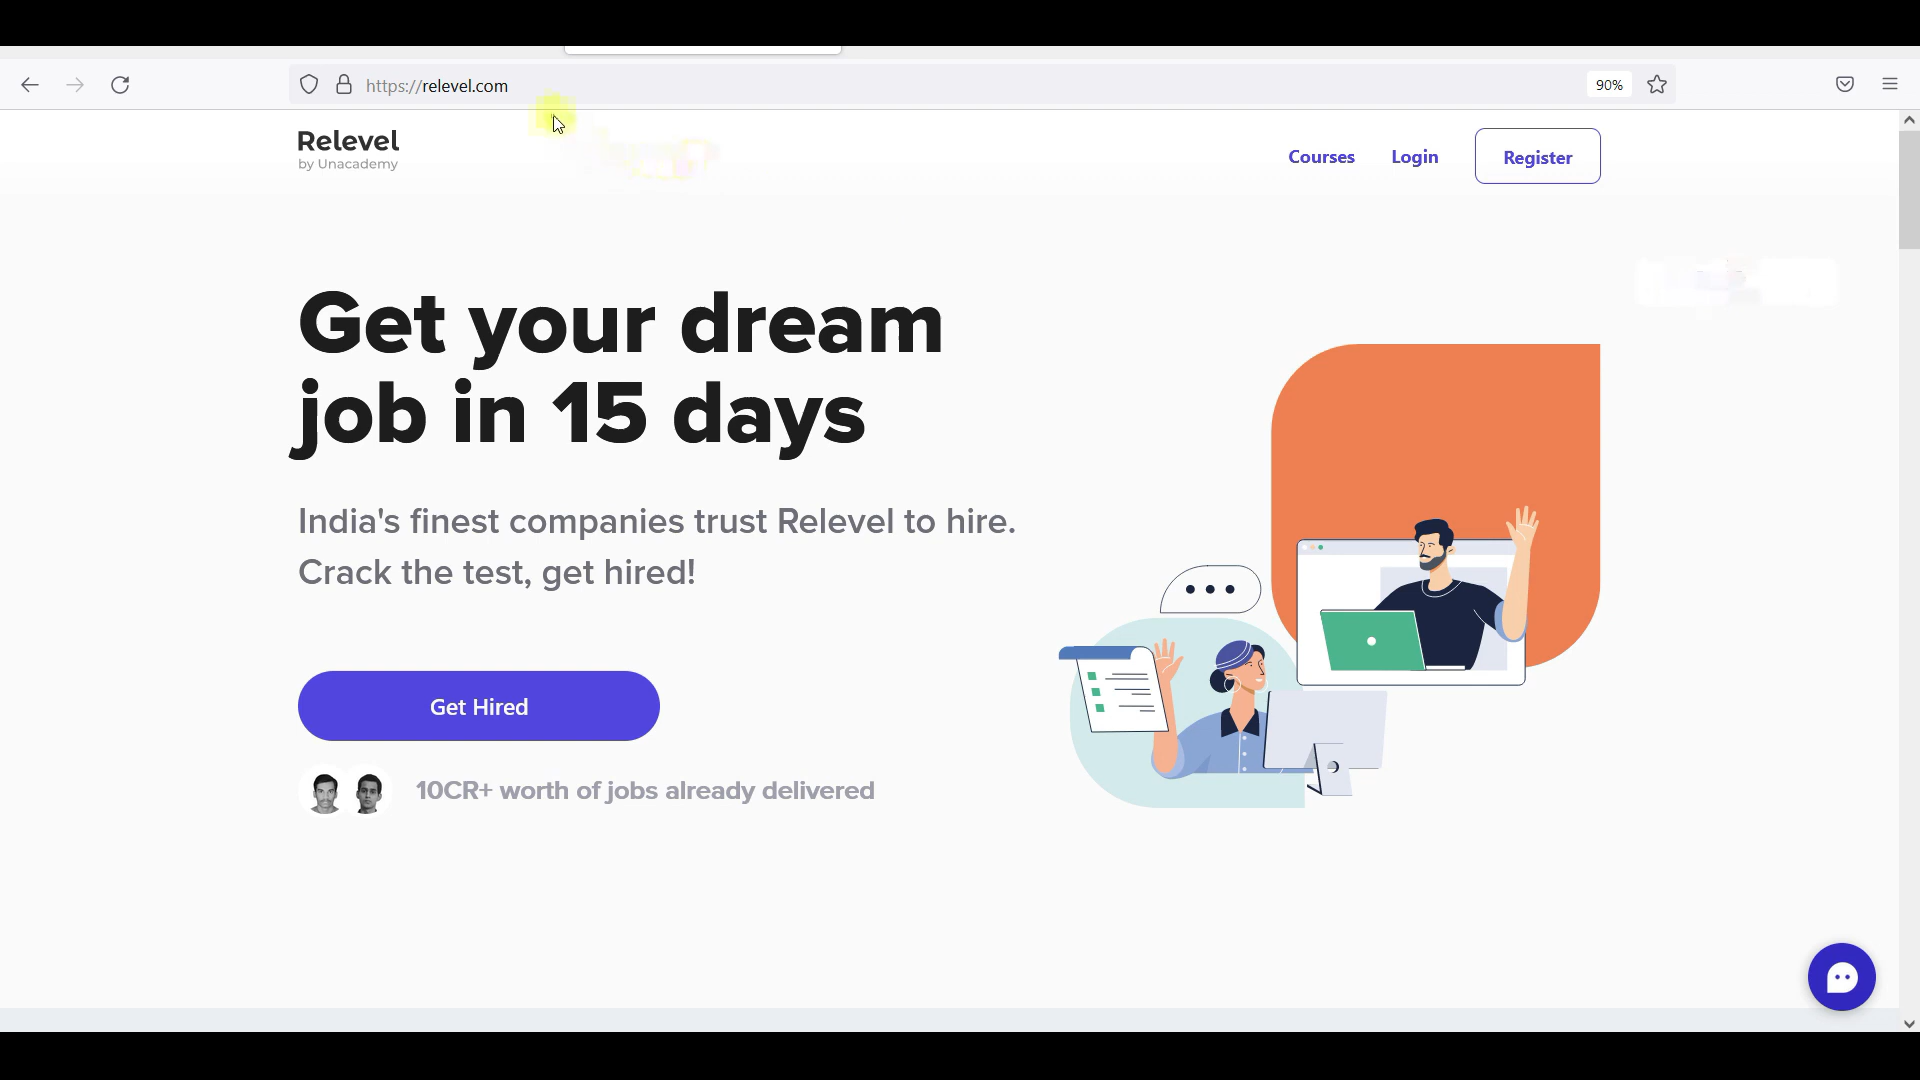 https://relevel.com
90%
Relevel
by Unacademy
Courses
Login
Register
Get your dream
job in 15 days
India's finest companies trust Relevel to hire.
Crack the test, get hired!
Get Hired
10CR+ worth of jobs already delivered